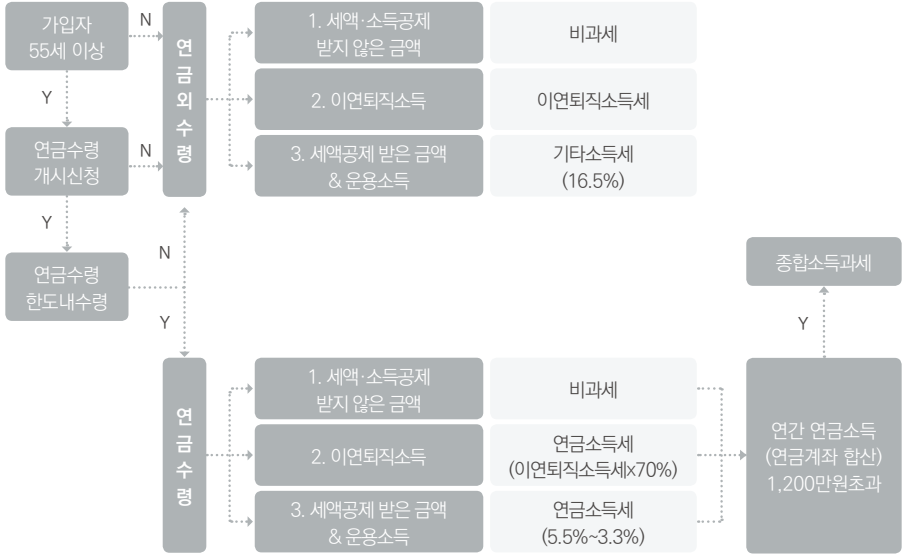 가입자
55세 이상
N
Y
연금수령
개시신청
N
Y
연금수령
한도내수령
N
Y
연금외수령
1. 세액·소득공제
받지 않은 금액
비과세
2. 이연퇴직소득
이연퇴직소득세
3. 세액공제 받은 금액
& 운용소득
기타소득세
(16.5%)
연금수령
1. 세액·소득공제
받지 않은 금액
비과세
2. 이연퇴직소득
연금소득세
(이연퇴직소득세x70%)
3. 세액공제 받은 금액
& 운용소득
연금소득세
(5.5%~3.3%)
종합소득과세
Y
연간 연금소득
(연금계좌 합산)
1,200만원초과